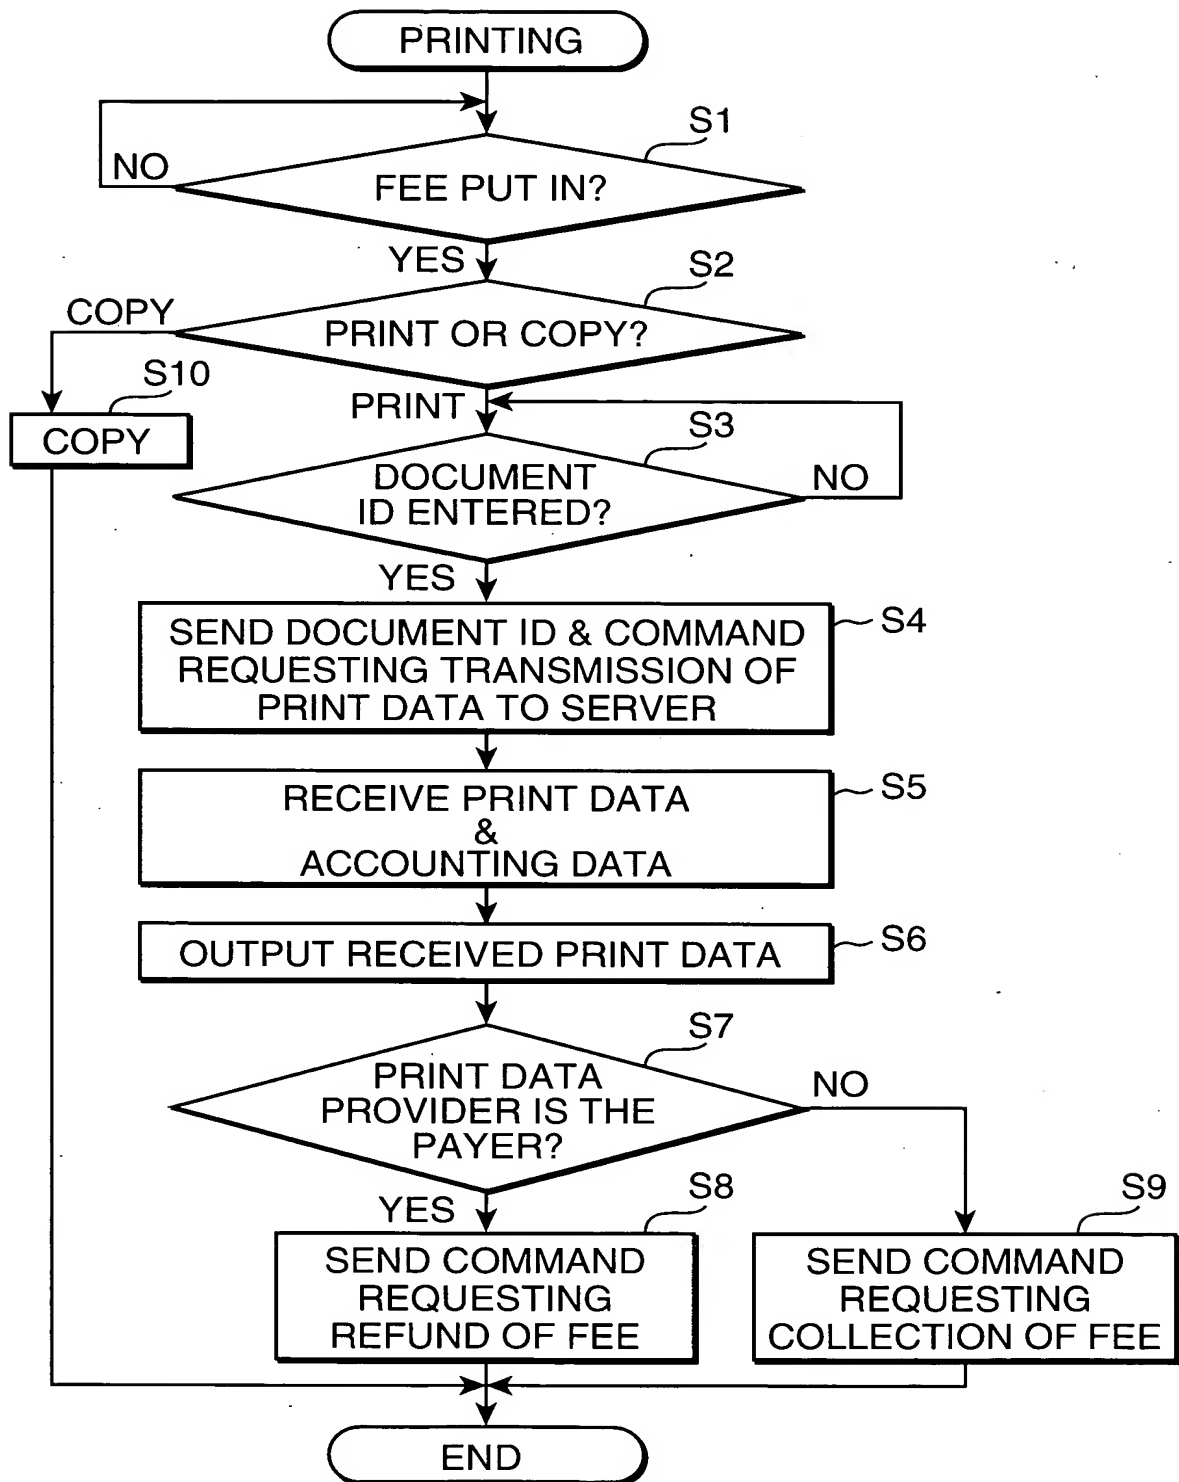 PRINTING
S1
NO
FEE PUT IN?
YES
S2
COPY
PRINT OR COPY?
S10
PRINT
S3
COPY
DOCUMENT
ID ENTERED?
NO
YES
SEND DOCUMENT ID & COMMAND
REQUESTING TRANSMISSION OF
PRINT DATA TO SERVER
S4
RECEIVE PRINT DATA
&
ACCOUNTING DATA
S5
OUTPUT RECEIVED PRINT DATA
S6
S7
PRINT DATA
PROVIDER IS THE
PAYER?
NO
YES
S8
S9
SEND COMMAND
REQUESTING
REFUND OF FEE
SEND COMMAND
REQUESTING
COLLECTION OF FEE
END